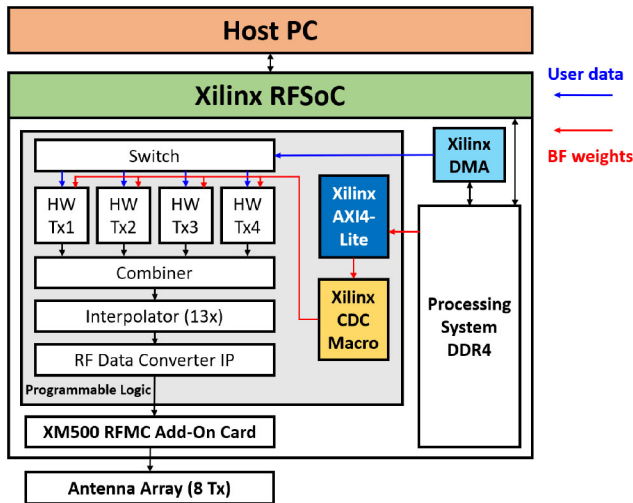 Host PC
Xilinx RFSoC
User data
BF weights
Switch
Xilinx
DMA
HW
Tx1
HW
Tx2
HW
Tx3
HW
Tx4
Xilinx
AXI4-
Lite
Combiner
Interpolator (13x)
RF Data Converter IP
Xilinx
CDC
Macro
Processing
System
DDR4
Programmable Logic
XM500 RFMC Add-On Card
Antenna Array (8 Tx)